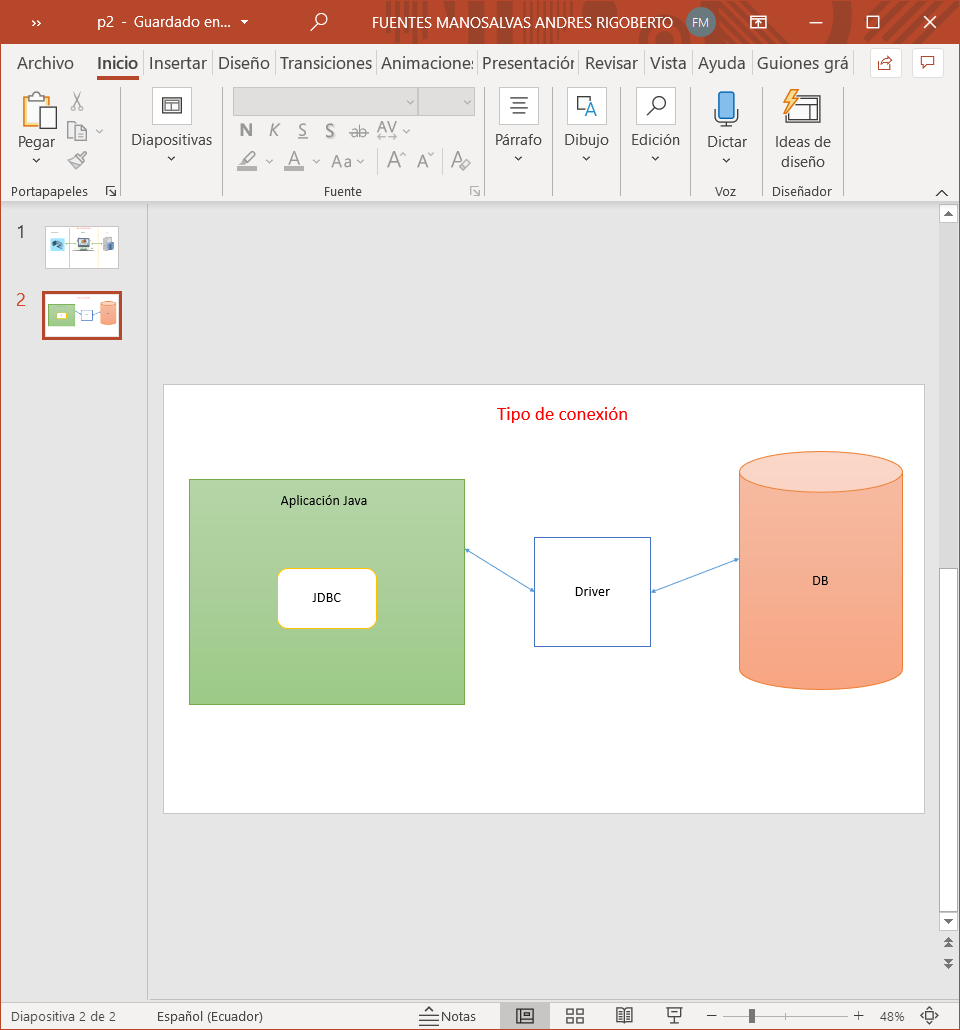 ›› p2 - Guardado en... FUENTES MANOSALVAS ANDRES RIGOBERTO FM
Archivo Inicio Insertar Diseño Transiciones Animaciones Presentación Revisar Vista Ayuda Guiones grá
N K S S ab AV
Aa A A A
Pegar Diapositivas Párrafo Dibujo Edición Dictar Ideas de diseño
Portapapeles Fuente Voz Diseñador
1
2
Tipo de conexión
Aplicación Java
JDBC
Driver
DB
Diapositiva 2 de 2 Español (Ecuador) Notas 48%